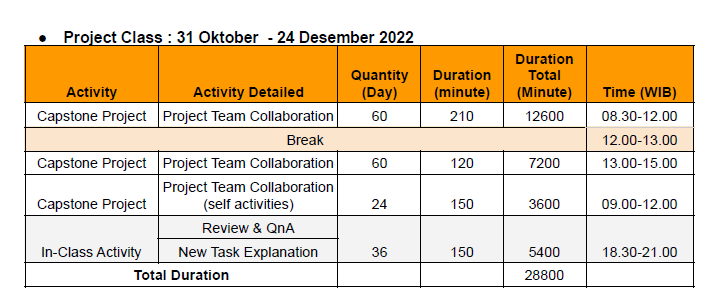 ● Project Class : 31 Oktober - 24 Desember 2022
Activity Activity Detailed Quantity (Day) Duration (minute) Duration Total (Minute) Time (WIB)
Capstone Project Project Team Collaboration 60 210 12600 08.30-12.00
Break 12.00-13.00
Capstone Project Project Team Collaboration 60 120 7200 13.00-15.00
Capstone Project Project Team Collaboration (self activities) 24 150 3600 09.00-12.00
Review & QnA
In-Class Activity New Task Explanation 36 150 5400 18.30-21.00
Total Duration 28800